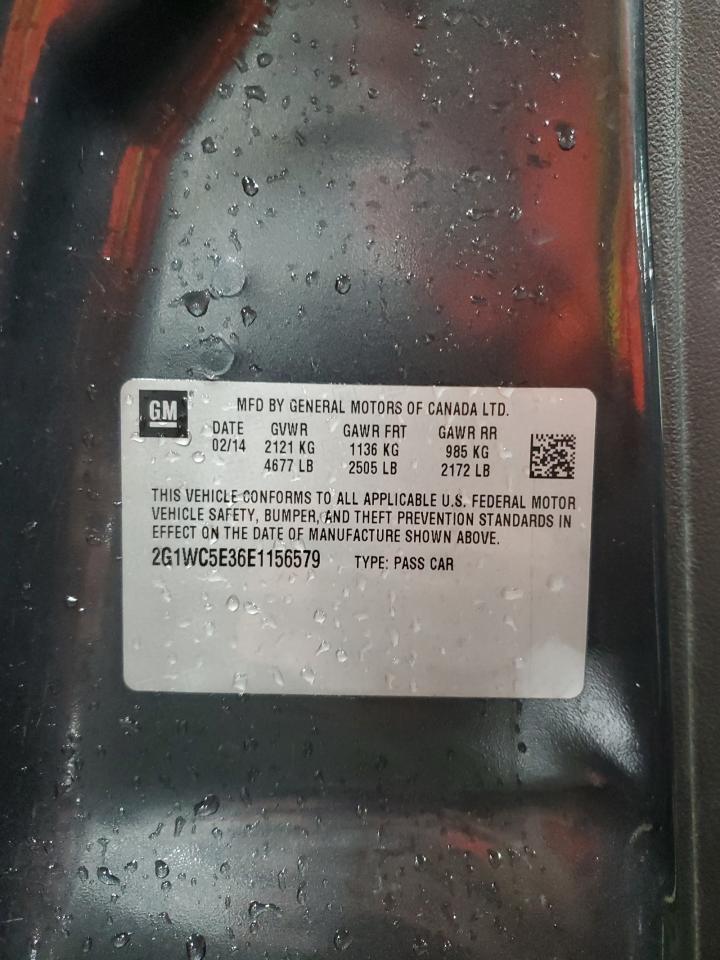 GM
MFD BY GENERAL MOTORS OF CANADA LTD.
DATE GVWR GAWR FRT GAWR RR
02/14 2121 KG 1136 KG 985 KG
4677 LB 2505 LB 2172 LB
THIS VEHICLE CONFORMS TO ALL APPLICABLE U.S. FEDERAL MOTOR
VEHICLE SAFETY, BUMPER, AND THEFT PREVENTION STANDARDS IN
EFFECT ON THE DATE OF MANUFACTURE SHOWN ABOVE.
2G1WC5E36E1156579 TYPE: PASS CAR